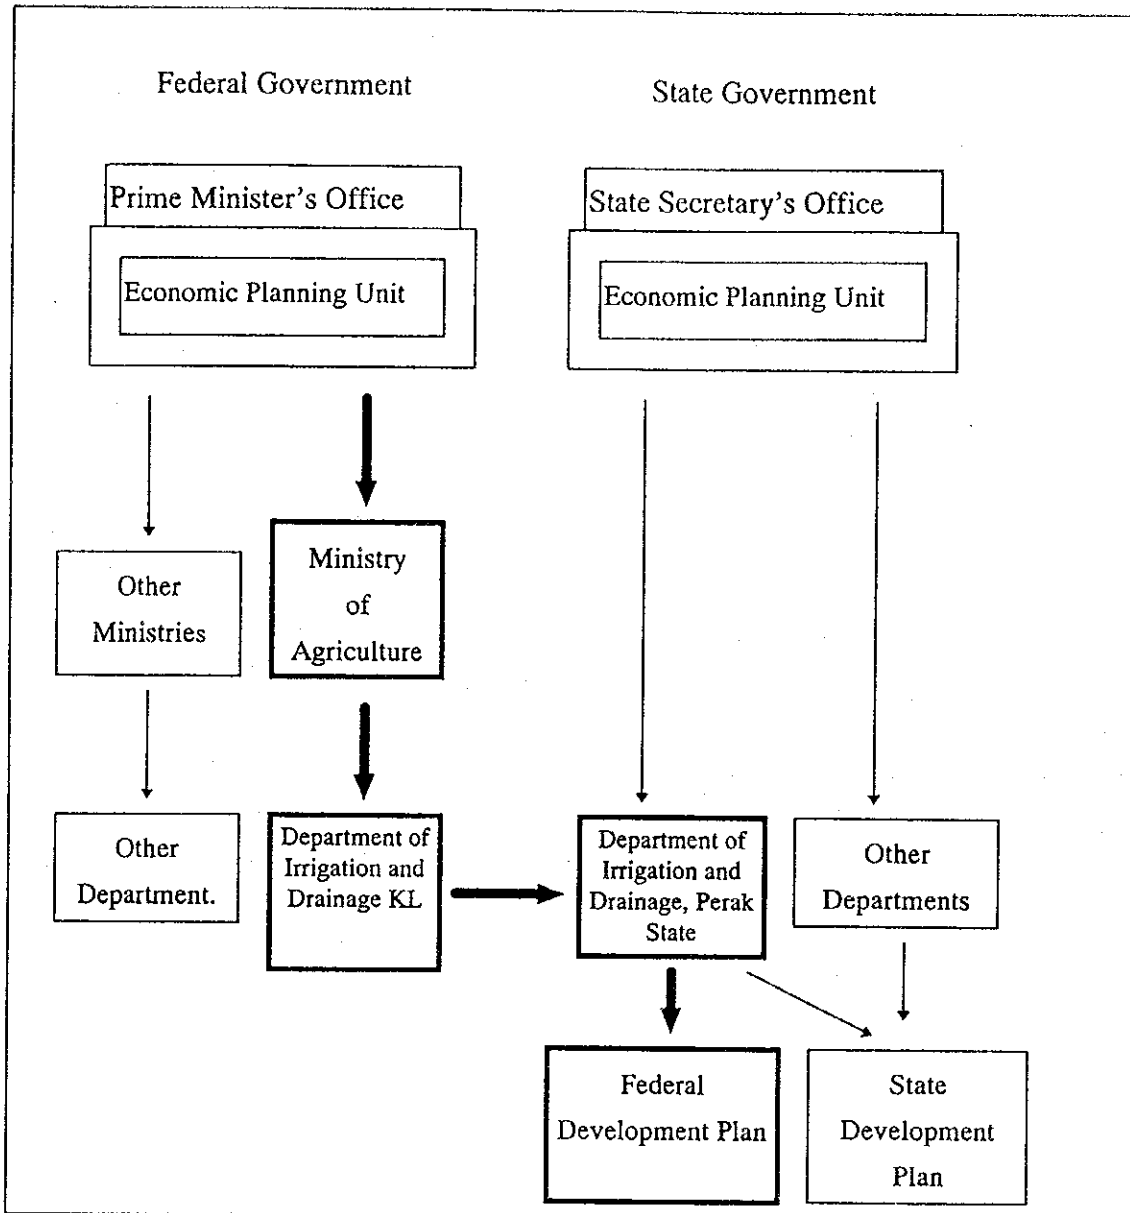 Federal Government
State Government
Prime Minister's Office
State Secretary's Office
Economic Planning Unit
Economic Planning Unit
Other
Ministries
Ministry
of
Agriculture
Other
Department.
Department of
Irrigation and
Drainage KL
Department of
Irrigation and
Drainage, Perak
State
Other
Departments
Federal
Development Plan
State
Development
Plan